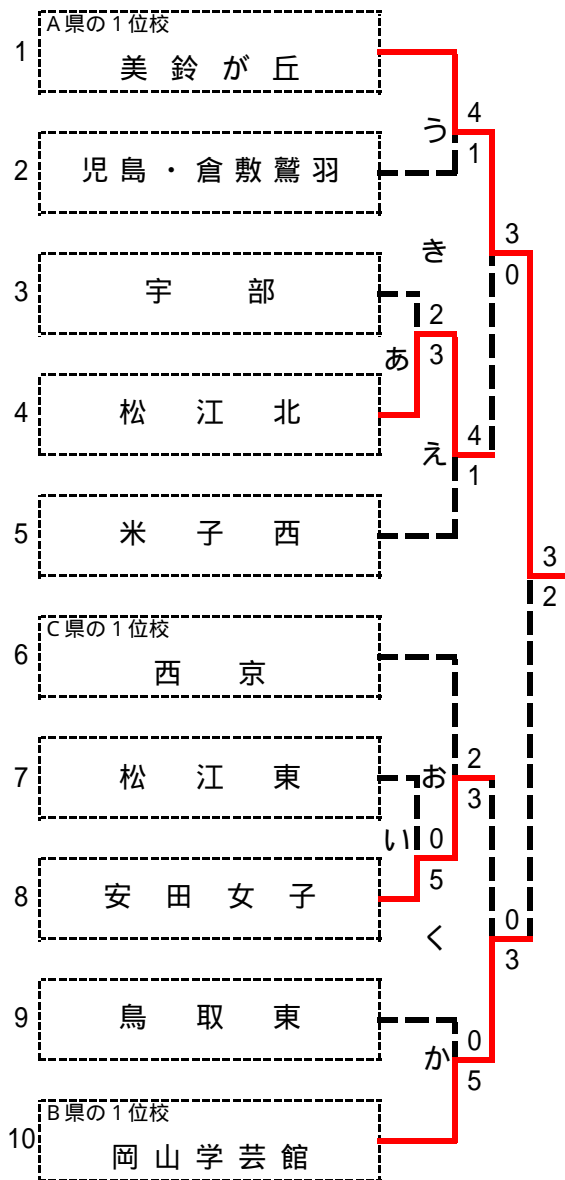 A県の1位校
1
美鈴が丘
4
う
1
2
児島・倉敷鷲羽
き
3
0
3
宇部
2
あ
3
4
松江北
え
4
1
5
米子西
3
2
C県の1位校
6
西京
7
松江東
お
2
3
い
0
5
8
安田女子
く
0
3
9
鳥取東
か
0
5
B県の1位校
10
岡山学芸館